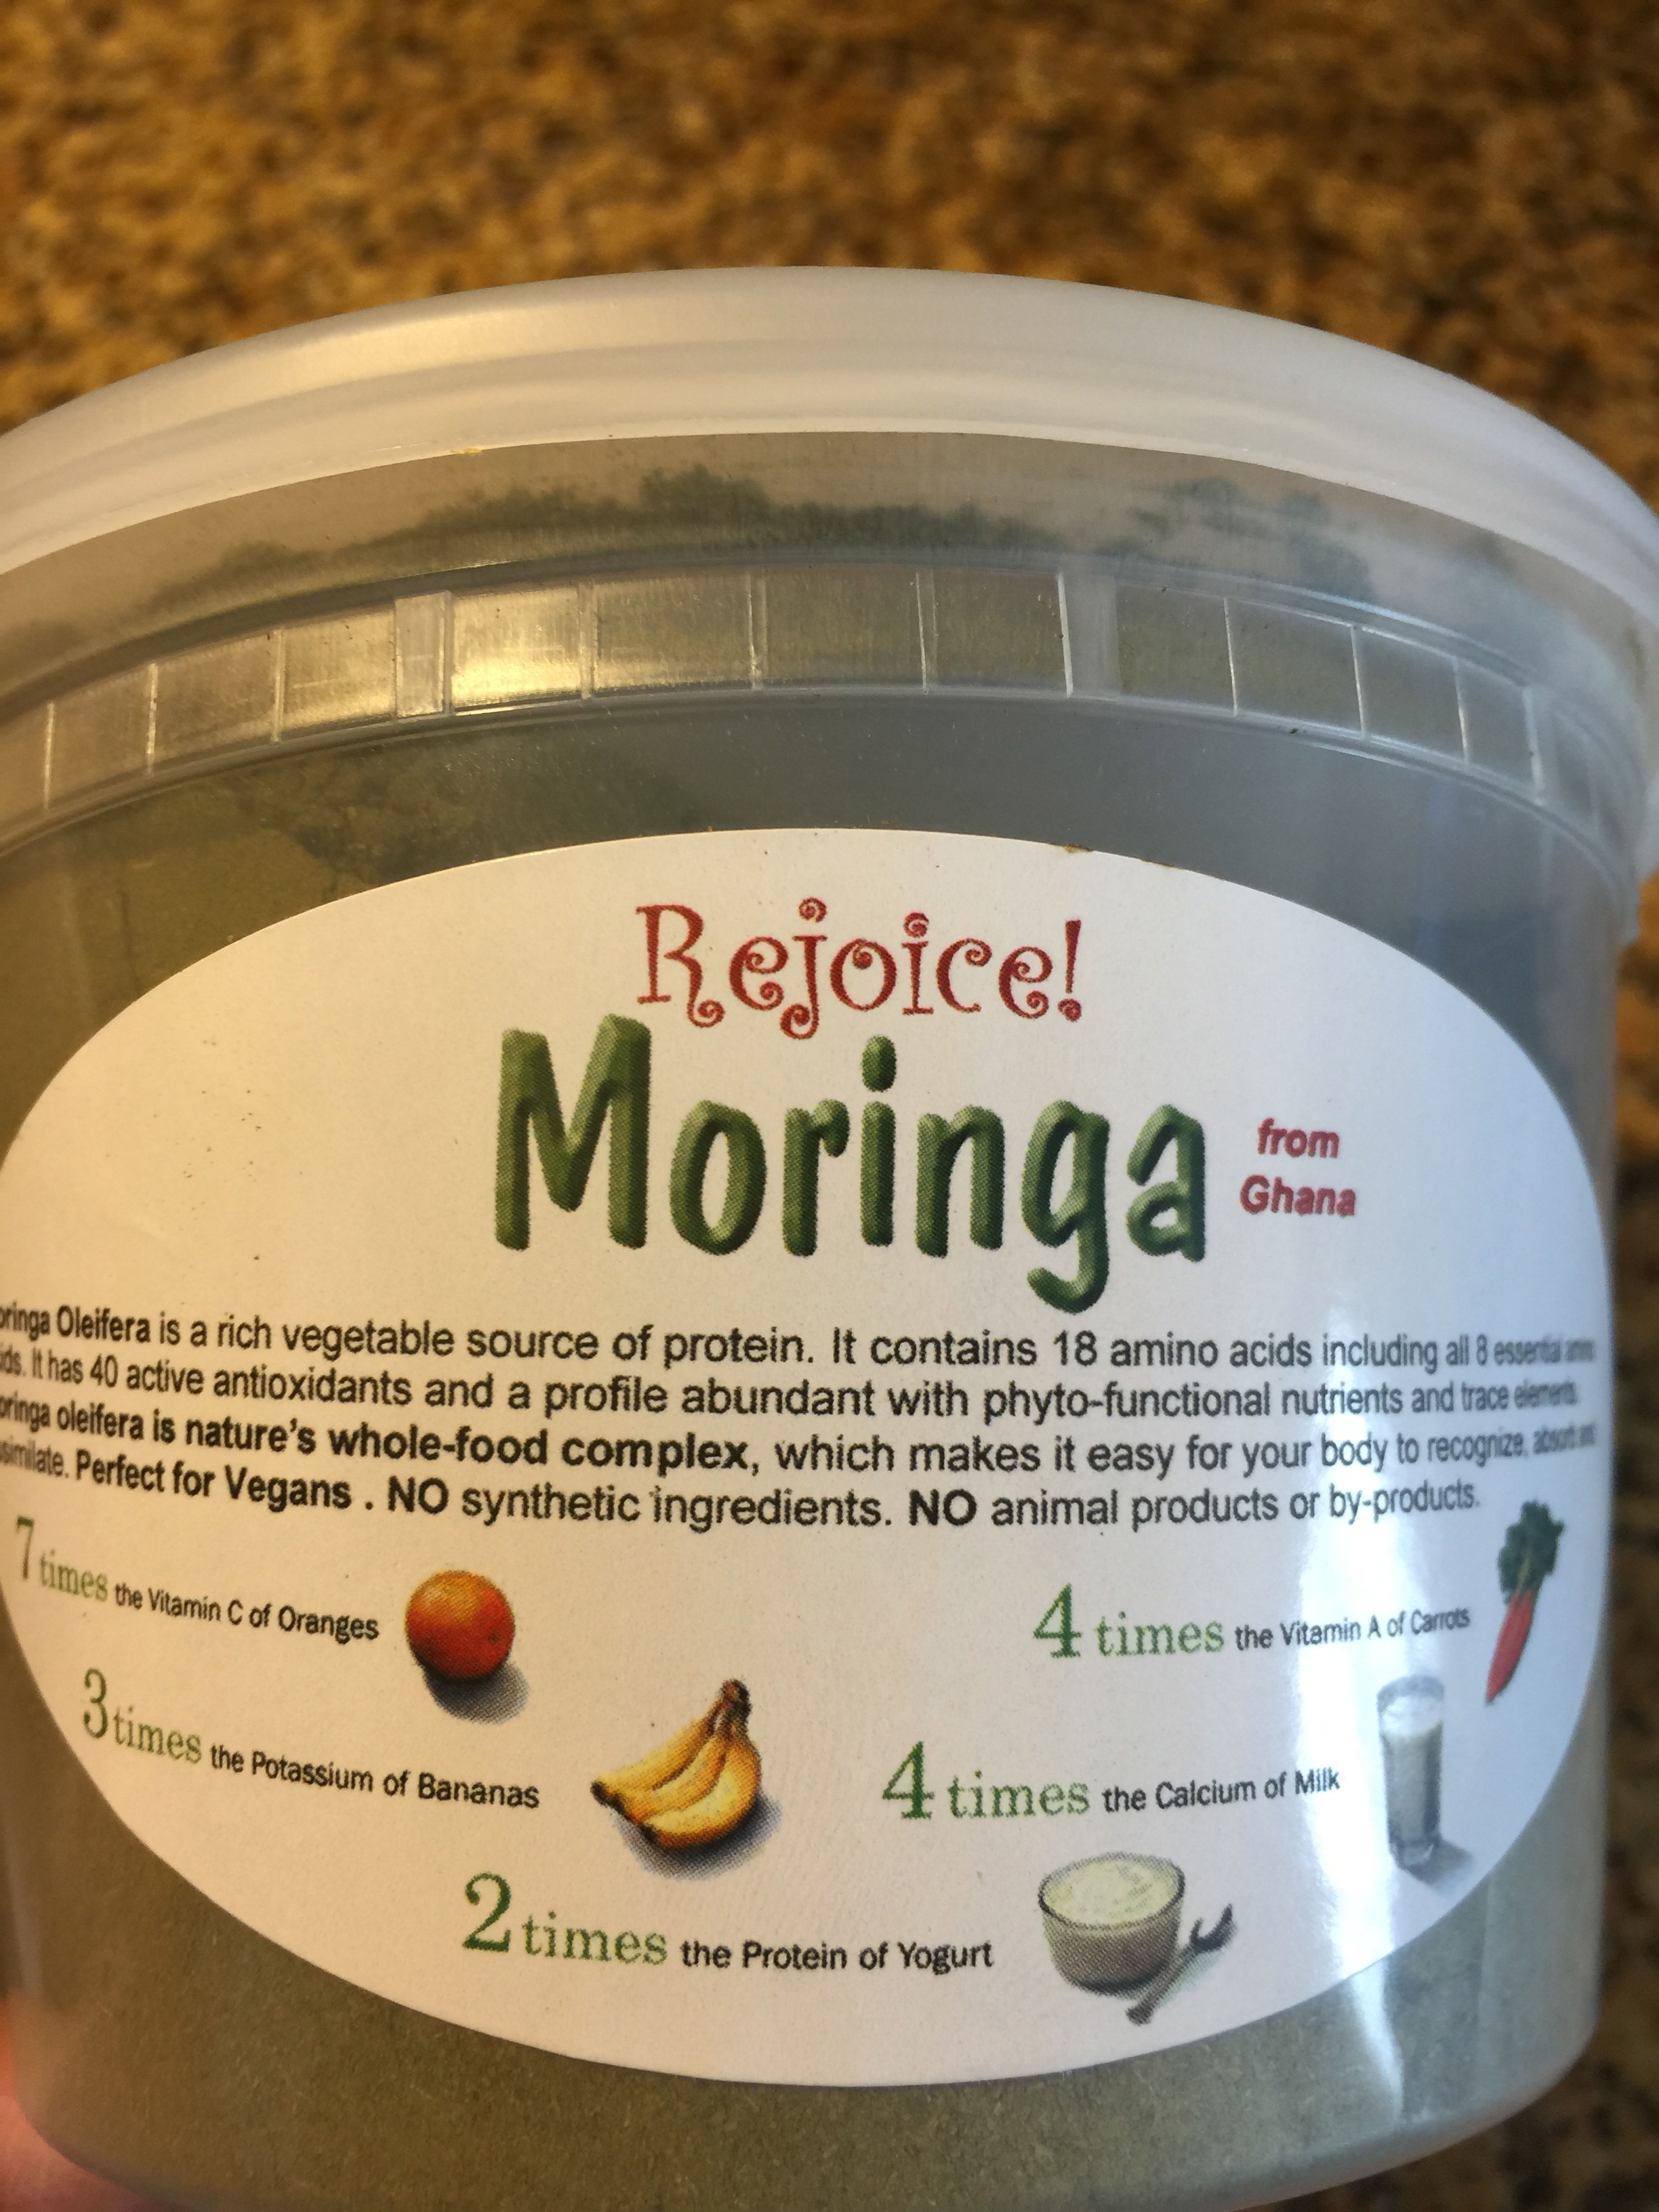 Rejoice!
Moringa
from
Ghana
oringa Oleifera is a rich vegetable source of protein. It contains 18 amino acids including all 8 essential amino
ids. It has 40 active antioxidants and a profile abundant with phyto-functional nutrients and trace elements
oringa oleifera is nature's whole-food complex, which makes it easy for your body to recognize, absorb and
similate. Perfect for Vegans . NO synthetic ingredients. NO animal products or by-products.
7 times the Vitamin C of Oranges
4 times the Vitamin A of Carrots
3 times the Potassium of Bananas
4 times the Calcium of Milk
2 times the Protein of Yogurt